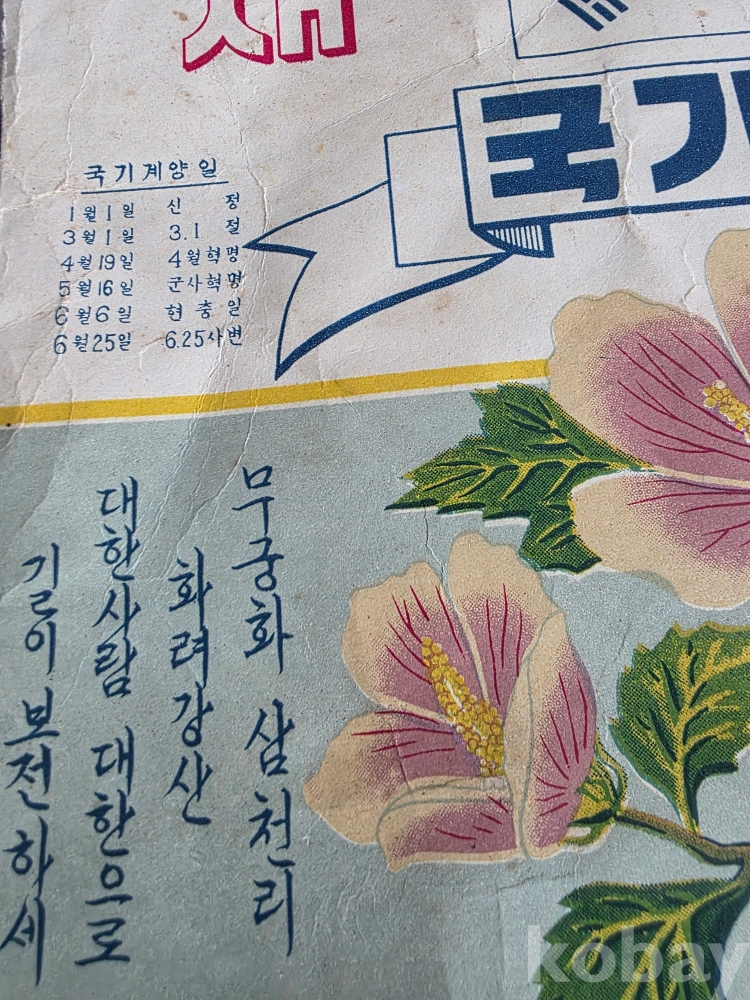 새
국기
국기계양일
1월1일 신정
3월1일 3.1절
4월19일 4월혁명
5월16일 군사혁명
6월6일 현충일
6월25일 6.25사변
무궁화 삼천리
화려강산
대한사람 대한으로
길이 보전하세
kobay